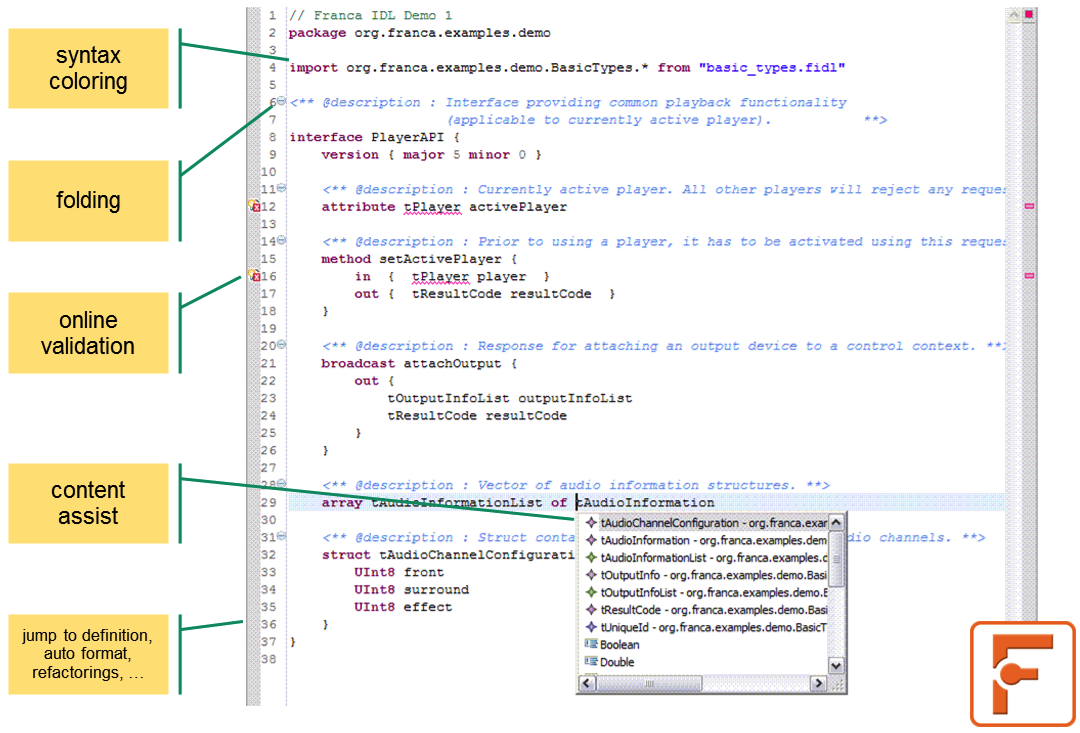 syntax
coloring
folding
online
validation
content
assist
jump to definition,
auto format,
refactorings, …
1 // Franca IDL Demo 1
2 package org.franca.examples.demo
3
4 import org.franca.examples.demo.BasicTypes.* from "basic_types.fidl"
5
6 <** @description : Interface providing common playback functionality
7 (applicable to currently active player). **>
8 interface PlayerAPI {
9 version { major 5 minor 0 }
10
11 <** @description : Currently active player. All other players will reject any reques
12 attribute tPlayer activePlayer
13
14 <** @description : Prior to using a player, it has to be activated using this reques
15 method setActivePlayer {
16 in { tPlayer player }
17 out { tResultCode resultCode }
18 }
19
20 <** @description : Response for attaching an output device to a control context. **>
21 broadcast attachOutput {
22 out {
23 tOutputInfoList outputInfoList
24 tResultCode resultCode
25 }
26 }
27
28 <** @description : Vector of audio information structures. **>
29 array tAudioInformationList of tAudioInformation
30
31 <** @description : Struct conta dio channels. **>
32 struct tAudioChannelConfigurati
33 UInt8 front
34 UInt8 surround
35 UInt8 effect
36 }
37 }
38
tAudioChannelConfiguration - org.franca.exar
tAudioInformation - org.franca.examples.dem
tAudioInformationList - org.franca.examples.d
tOutputInfo - org.franca.examples.demo.Basi
tOutputInfoList - org.franca.examples.demo.B
tResultCode - org.franca.examples.demo.Basi
tUniqueId - org.franca.examples.demo.BasicT
Boolean
Double